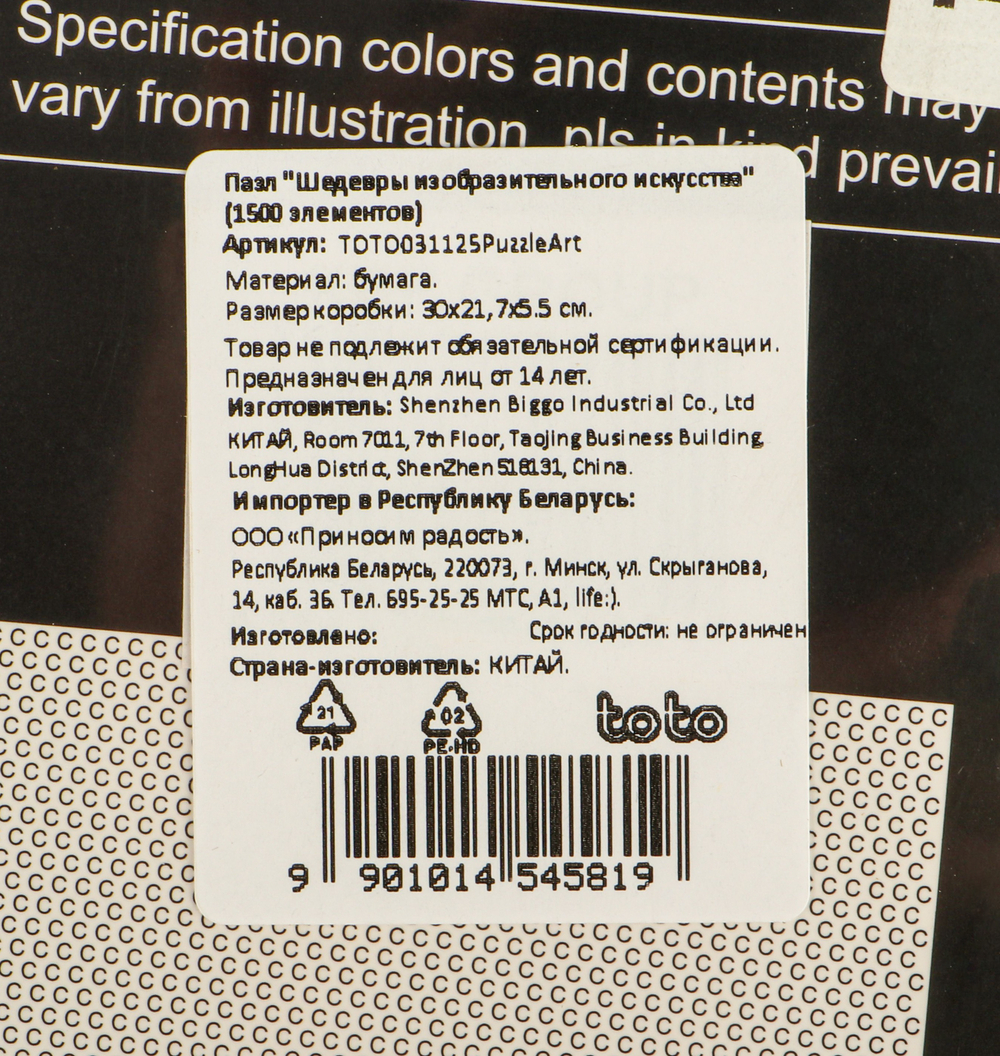 Specification colors and contents may
vary from illustration, pls in kind prevail
Пазл "Шедевры изобразительного искусства"
(1500 элементов)
Артикул: TOTO031125PuzzleArt
Материал: бумага.
Размер коробки: 30x21,7x5.5 см.
Товар не подлежит обязательной сертификации.
Предназначен для лиц от 14 лет.
Изготовитель: Shenzhen Biggo Industrial Co., Ltd
КИТАЙ, Room 7011, 7th Floor, Taojing Business Building,
LongHua District, ShenZhen 518131, China.
Импортер в Республику Беларусь:
ООО «Приносим радость».
Республика Беларусь, 220073, г. Минск, ул. Скрыганова,
14, каб. 36. Тел. 695-25-25 МТС, А1, life:).
Изготовлено: Срок годности: не ограничен
Страна-изготовитель: КИТАЙ.
21 02 toto
PAP PE-HD
9 901014 545819